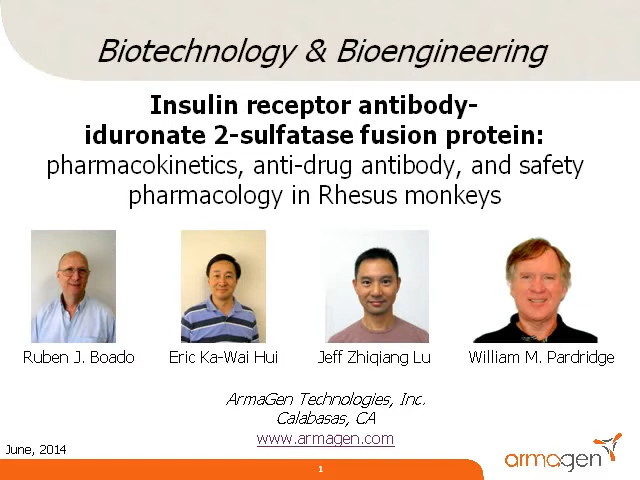 Biotechnology & Bioengineering
Insulin receptor antibody-
iduronate 2-sulfatase fusion protein:
pharmacokinetics, anti-drug antibody, and safety
pharmacology in Rhesus monkeys
Ruben J. Boado
Eric Ka-Wai Hui
Jeff Zhiqiang Lu
William M. Pardridge
ArmaGen Technologies, Inc.
Calabasas, CA
www.armagen.com
June, 2014
1
armagen